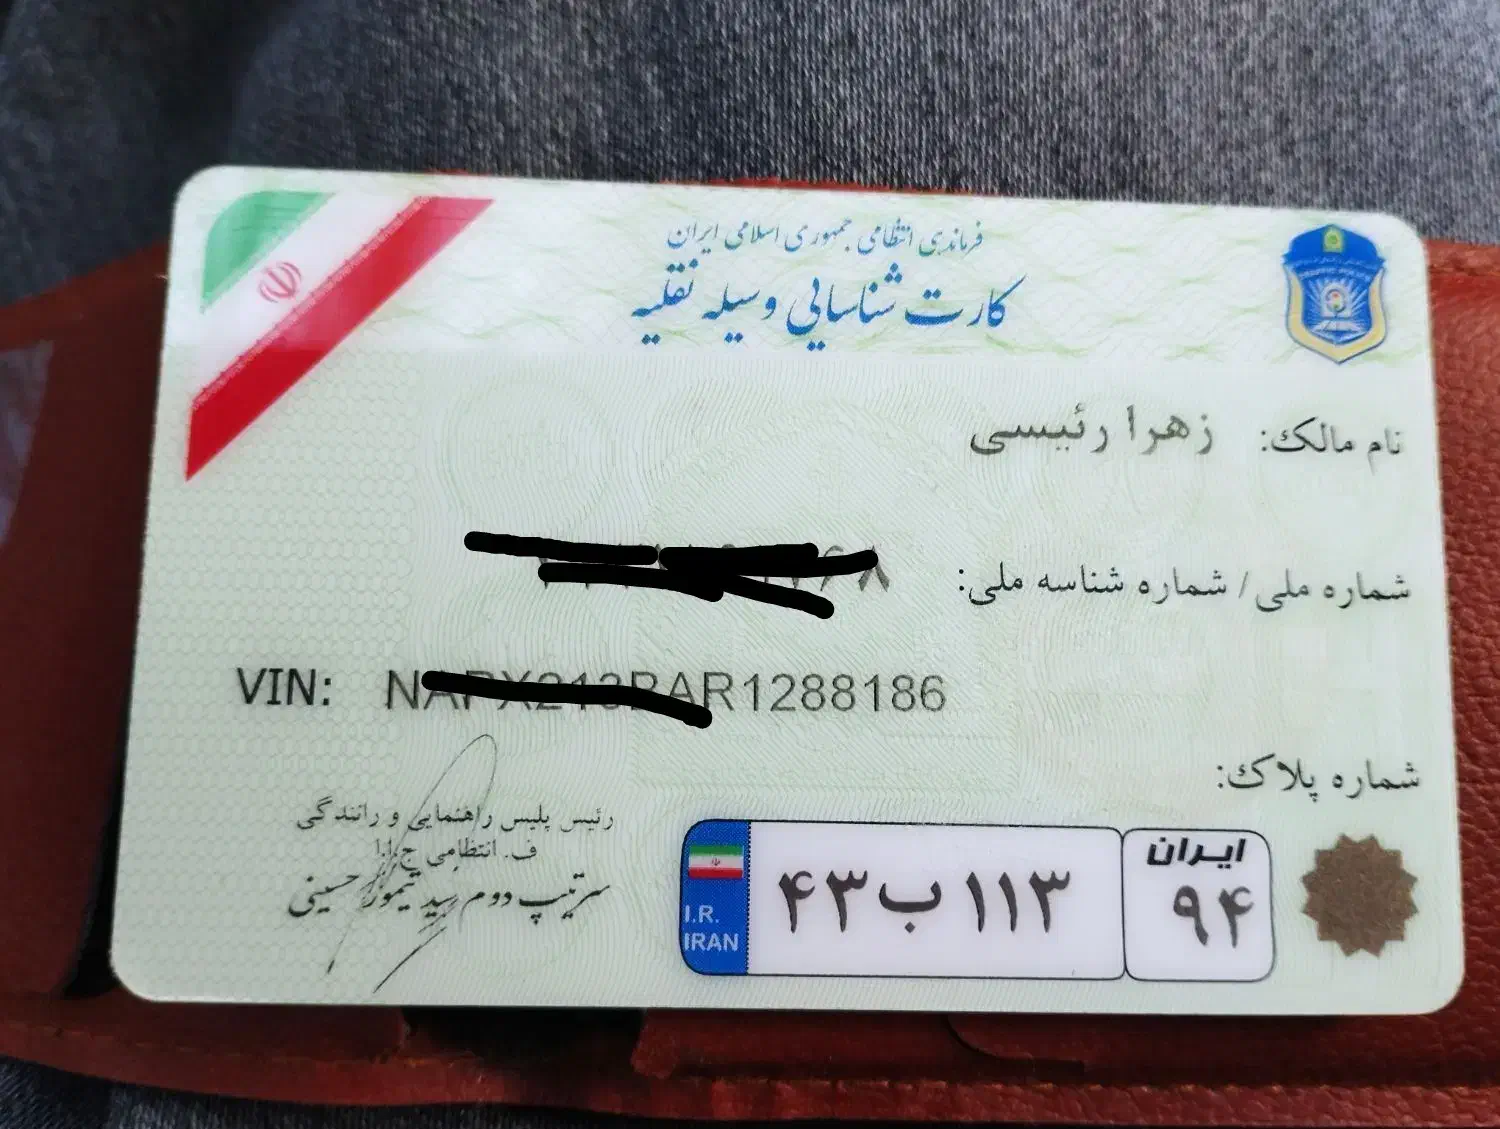 فرماندهی انتظامی جمهوری اسلامی ایران
کارت شناسایی وسیله نقلیه
نام مالک: زهرا رئیسی
شماره ملی / شماره شناسه ملی:
VIN: R1288186
شماره پلاک:
۴۳ ب ۱۱۳
ایران
۹۴
I.R.
IRAN
رئیس پلیس راهنمایی و رانندگی
ف. انتظامی ج.ا.ا
سرتیپ دوم سید تیمور حسینی